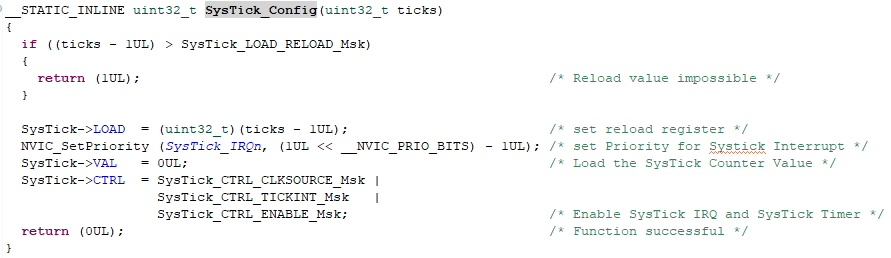 __STATIC_INLINE uint32_t SysTick_Config(uint32_t ticks)
{
  if ((ticks - 1UL) > SysTick_LOAD_RELOAD_Msk)
  {
    return (1UL);                                                   /* Reload value impossible */
  }

  SysTick->LOAD  = (uint32_t)(ticks - 1UL);                         /* set reload register */
  NVIC_SetPriority (SysTick_IRQn, (1UL << __NVIC_PRIO_BITS) - 1UL); /* set Priority for Systick Interrupt */
  SysTick->VAL   = 0UL;                                             /* Load the SysTick Counter Value */
  SysTick->CTRL  = SysTick_CTRL_CLKSOURCE_Msk |
                   SysTick_CTRL_TICKINT_Msk   |
                   SysTick_CTRL_ENABLE_Msk;                         /* Enable SysTick IRQ and SysTick Timer */
  return (0UL);                                                     /* Function successful */
}